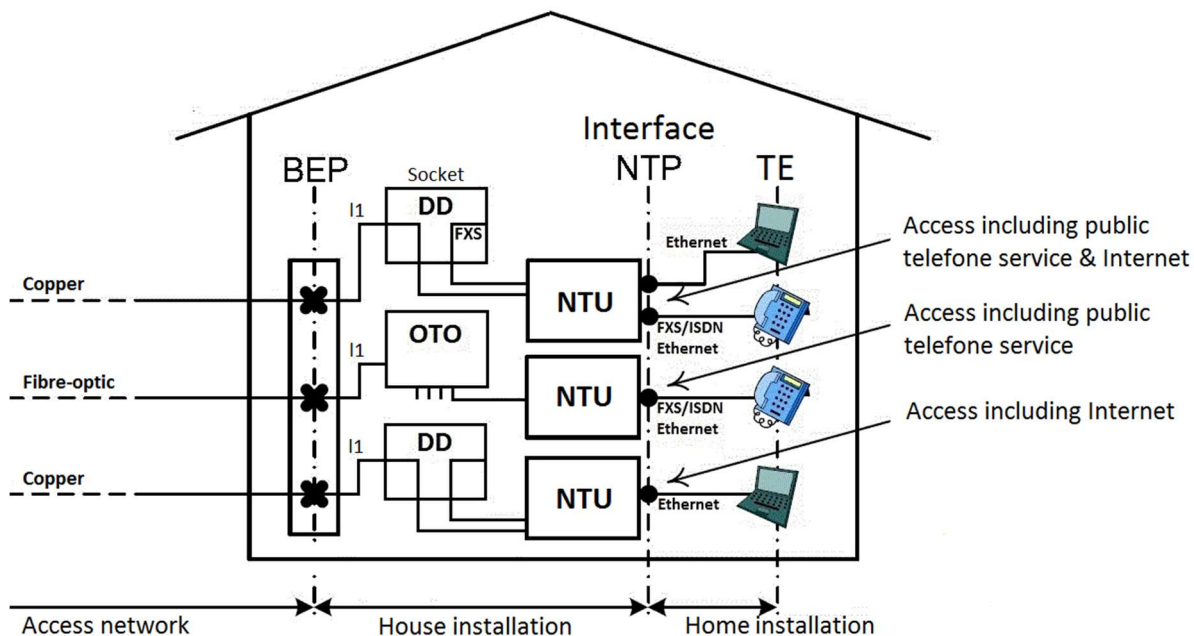 Interface
BEP
Socket
NTP
TE
I1
DD
FXS
Ethernet
Access including public
telefone service & Internet
Copper
NTU
FXS/ISDN
Ethernet
OTO
I1
Access including public
telefone service
Fibre-optic
NTU
FXS/ISDN
Ethernet
Access including Internet
I1
DD
Copper
NTU
Ethernet
Access network
House installation
Home installation